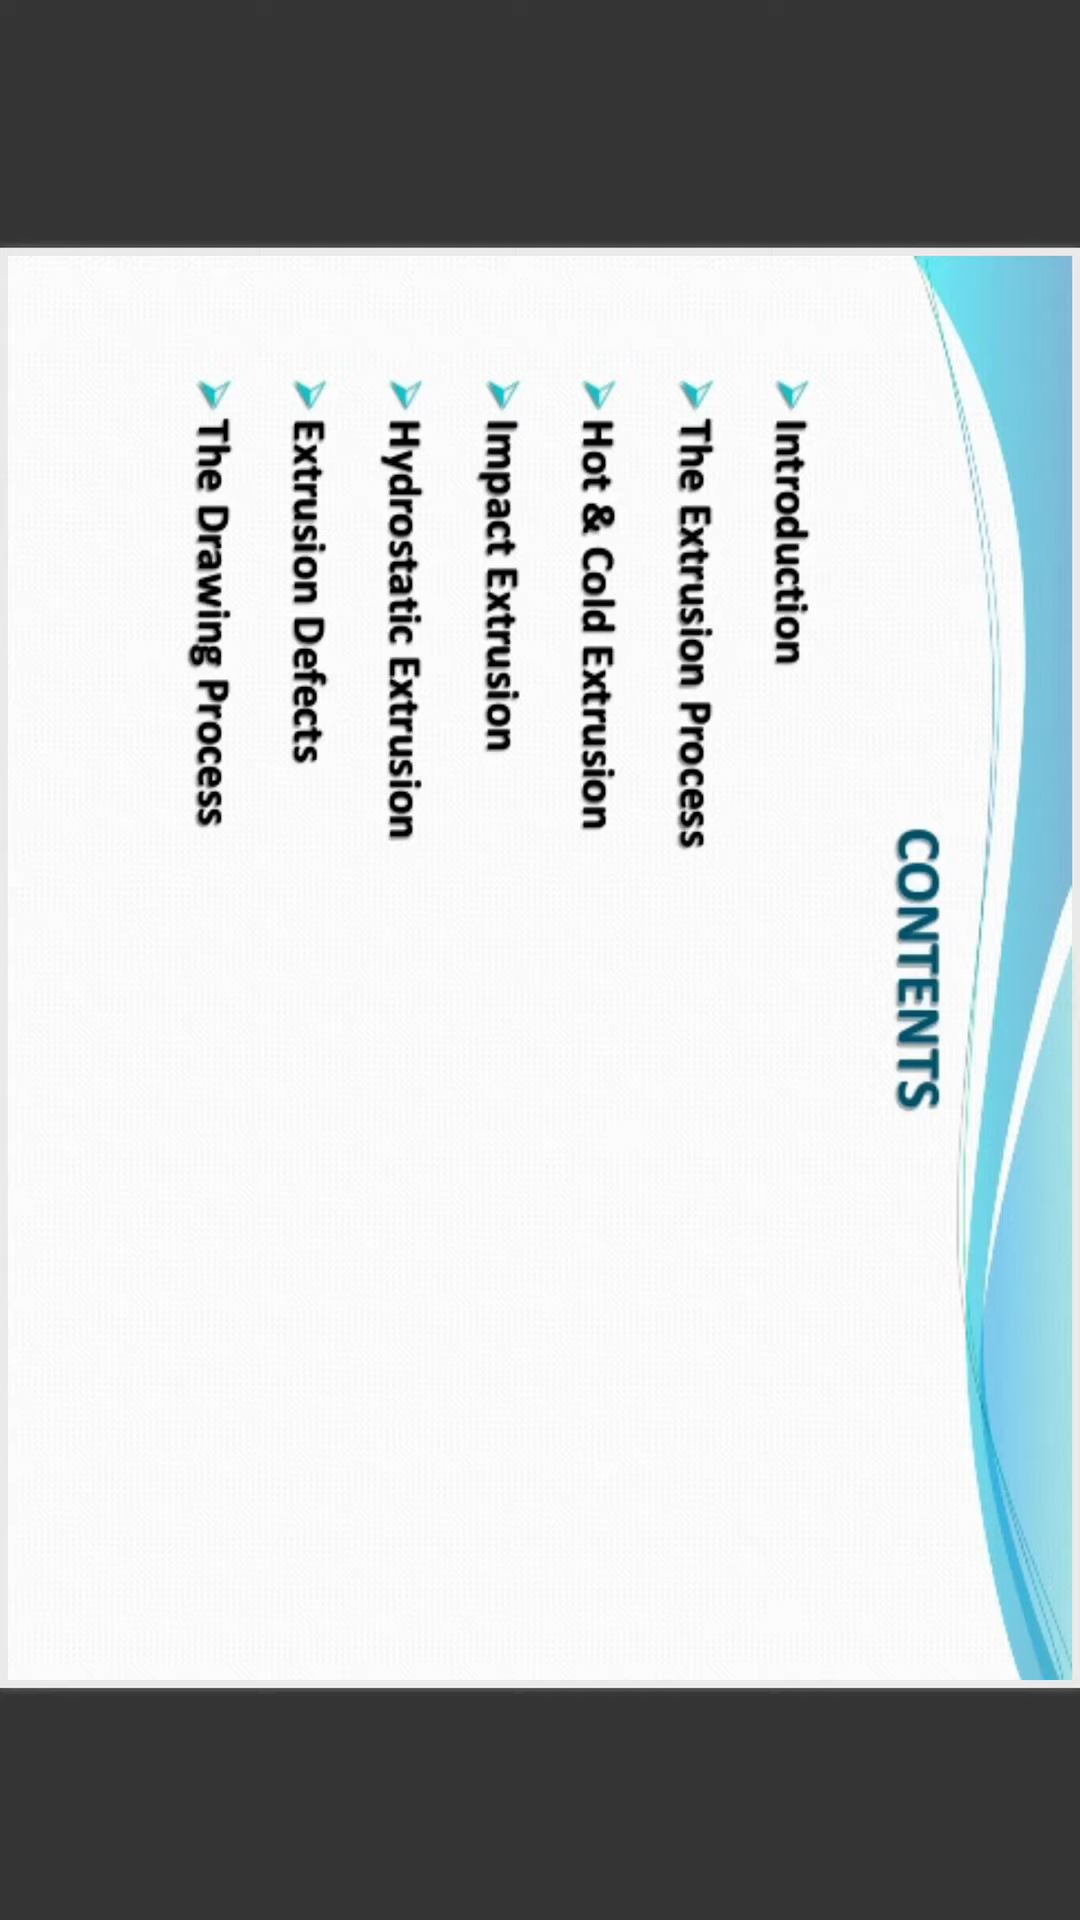 CONTENTS
Introduction
The Extrusion Process
Hot & Cold Extrusion
Impact Extrusion
Hydrostatic Extrusion
Extrusion Defects
The Drawing Process